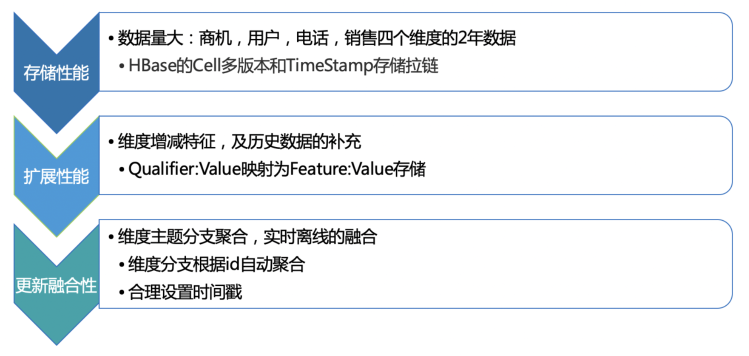 存储性能
• 数据量大：商机，用户，电话，销售四个维度的2年数据
• HBase的Cell多版本和TimeStamp存储拉链
扩展性能
• 维度增减特征，及历史数据的补充
• Qualifier:Value映射为Feature:Value存储
更新融合性
• 维度主题分支聚合，实时离线的融合
• 维度分支根据id自动聚合
• 合理设置时间戳